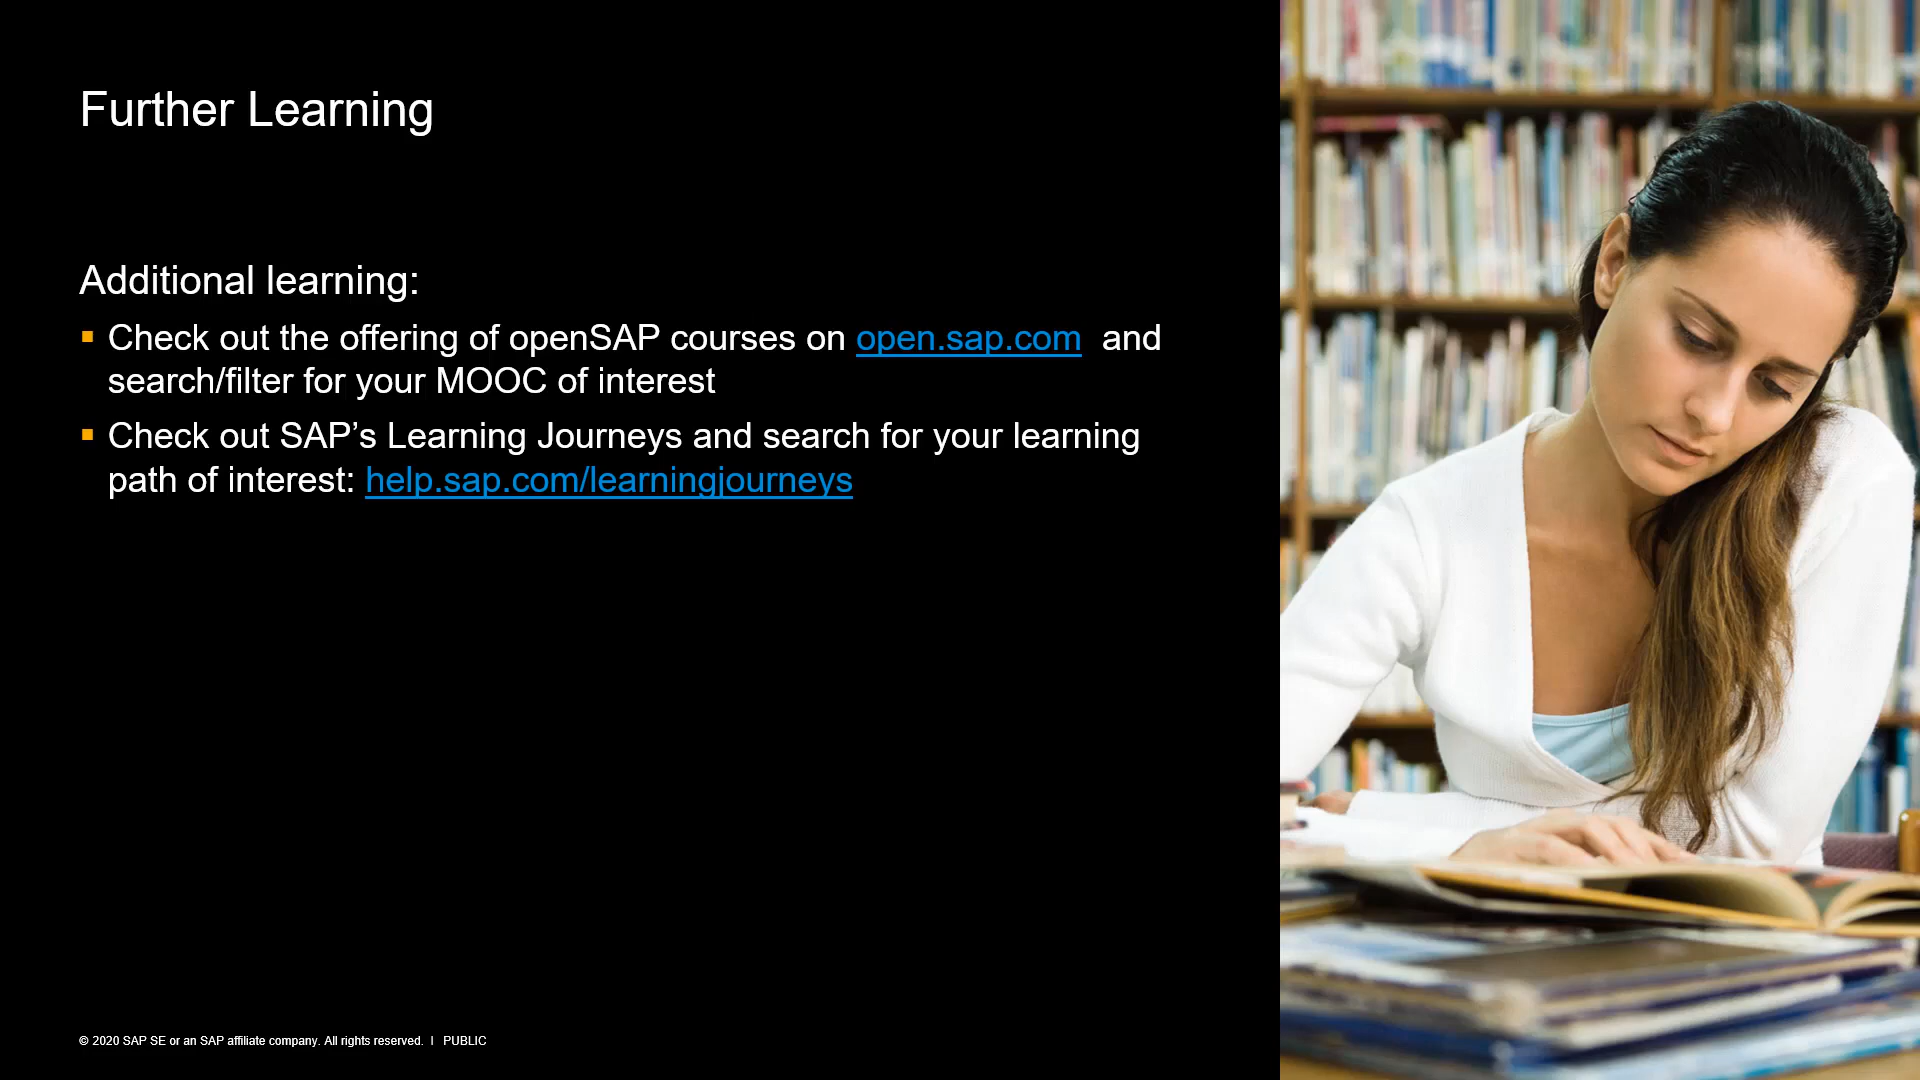 Further Learning
Additional learning:
▪ Check out the offering of openSAP courses on open.sap.com and
search/filter for your MOOC of interest
▪ Check out SAP’s Learning Journeys and search for your learning
path of interest: help.sap.com/learningjourneys
© 2020 SAP SE or an SAP affiliate company. All rights reserved. I PUBLIC